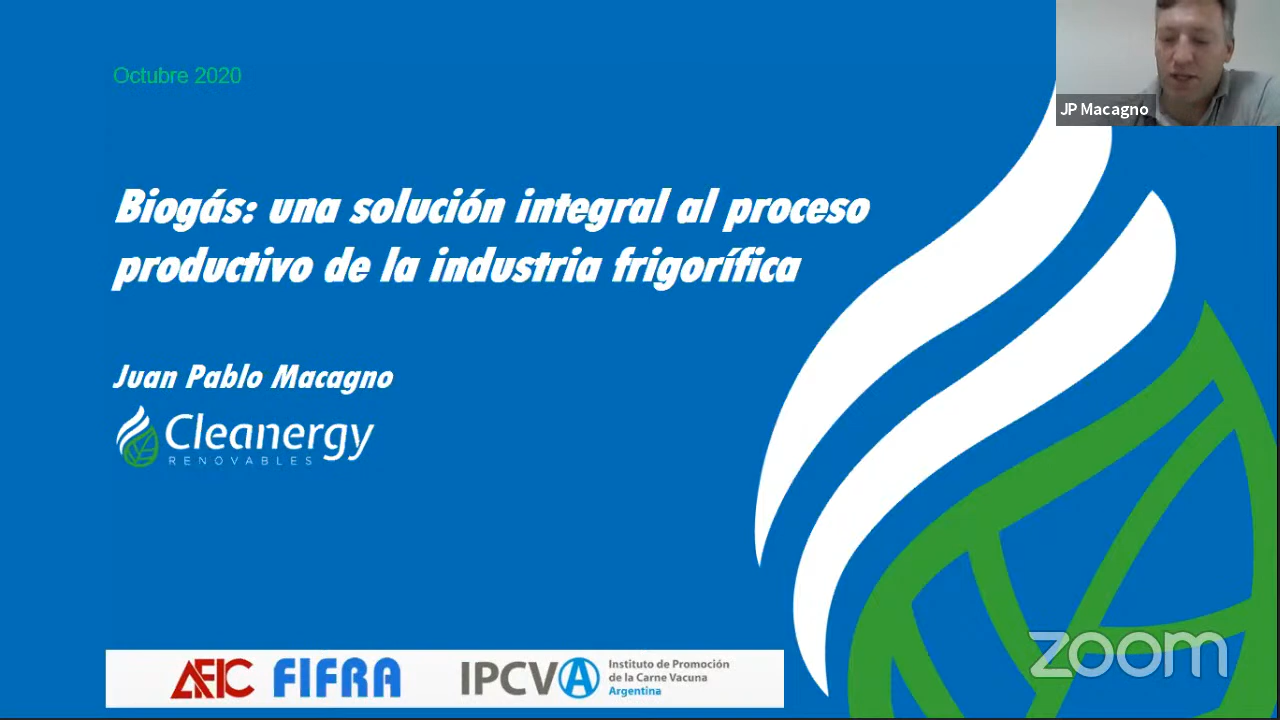 Octubre 2020
JP Macagno
Biogás: una solución integral al proceso
productivo de la industria frigorífica
Juan Pablo Macagno
Cleanergy
RENOVABLES
AFIC FIFRA IPCVA Instituto de Promoción
de la Carne Vacuna
Argentina
zoom